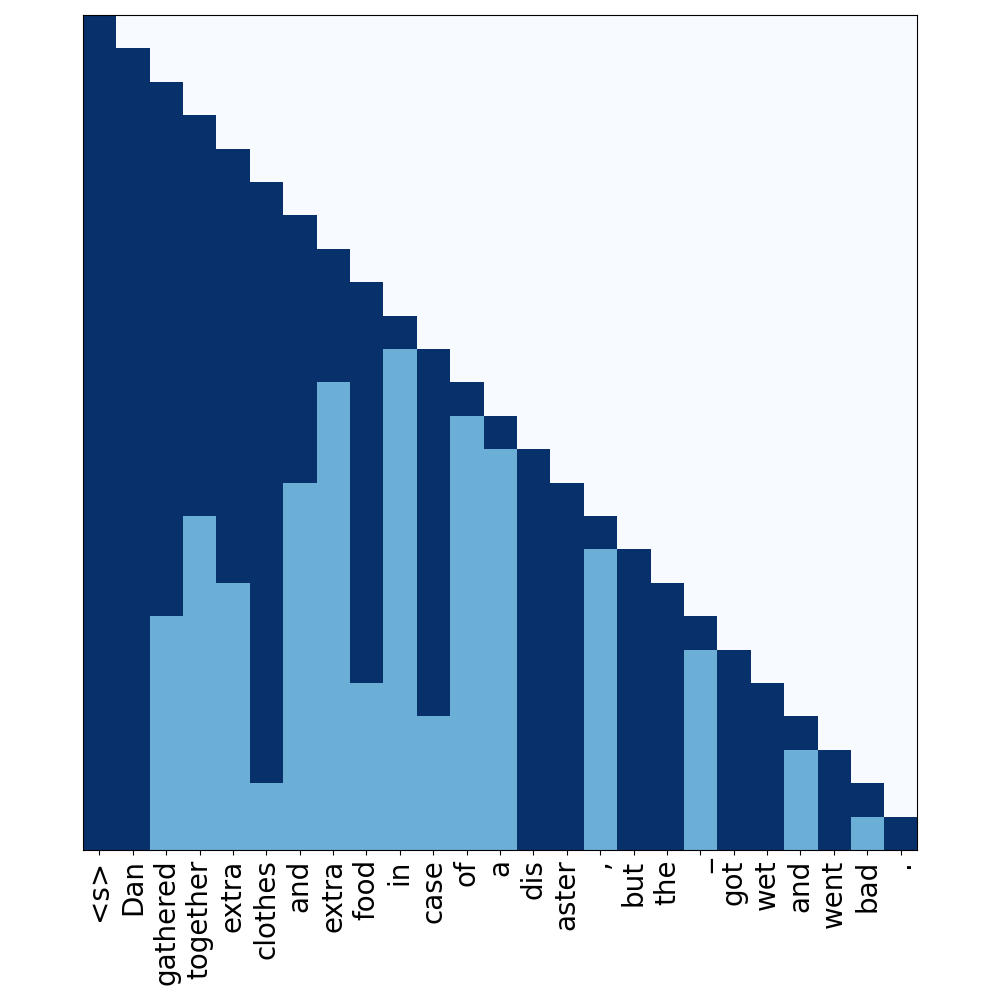 <s> Dan gathered together extra clothes and extra food in case of a dis aster , but the _ got wet and went bad .